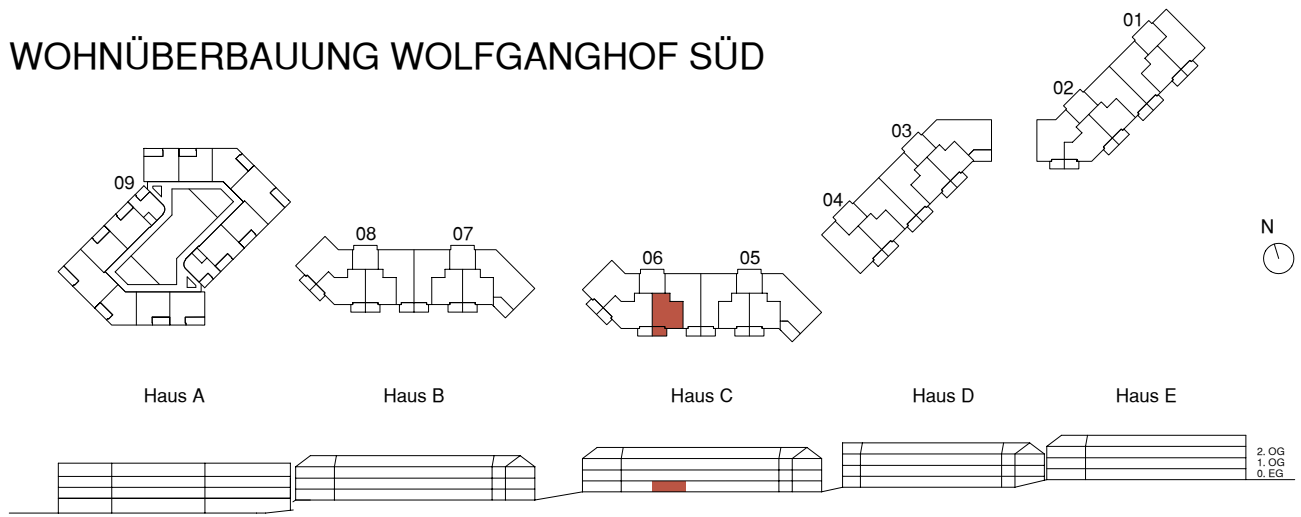 WOHNÜBERBAUUNG WOLFGANGHOF SÜD
01
02
03
04
09
08
07
06
05
N
Haus A
Haus B
Haus C
Haus D
Haus E
2. OG
1. OG
0. EG